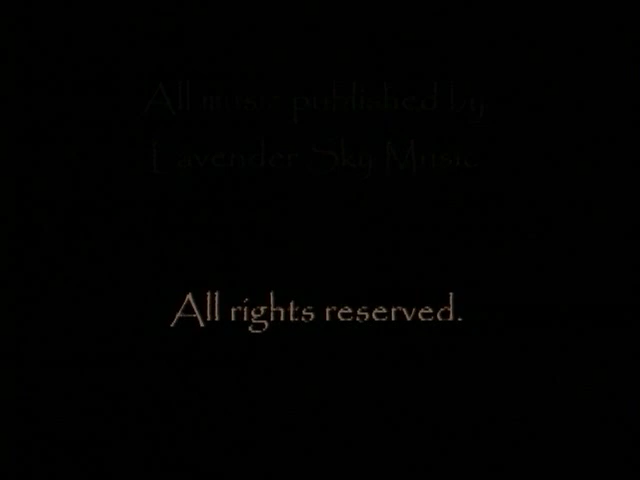 All music published by
Lavender Sky Music
All rights reserved.